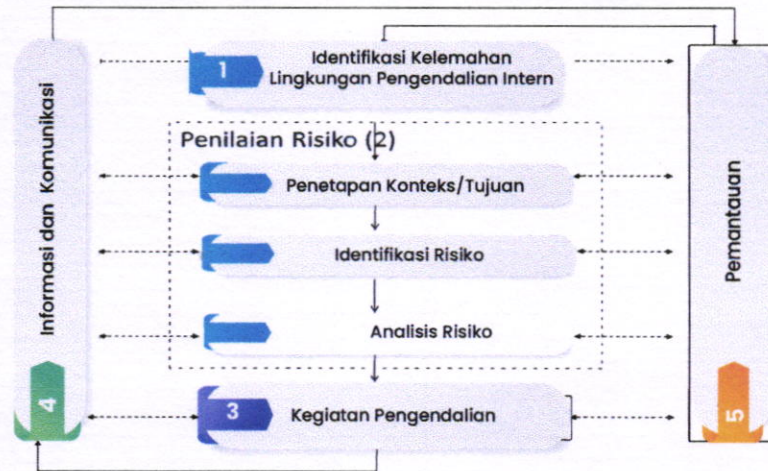 1
Identifikasi Kelemahan
Lingkungan Pengendalian Intern
Penilaian Risiko (2)
Penetapan Konteks/Tujuan
Identifikasi Risiko
Analisis Risiko
3
Kegiatan Pengendalian
Informasi dan Komunikasi
4
Pemantauan
5